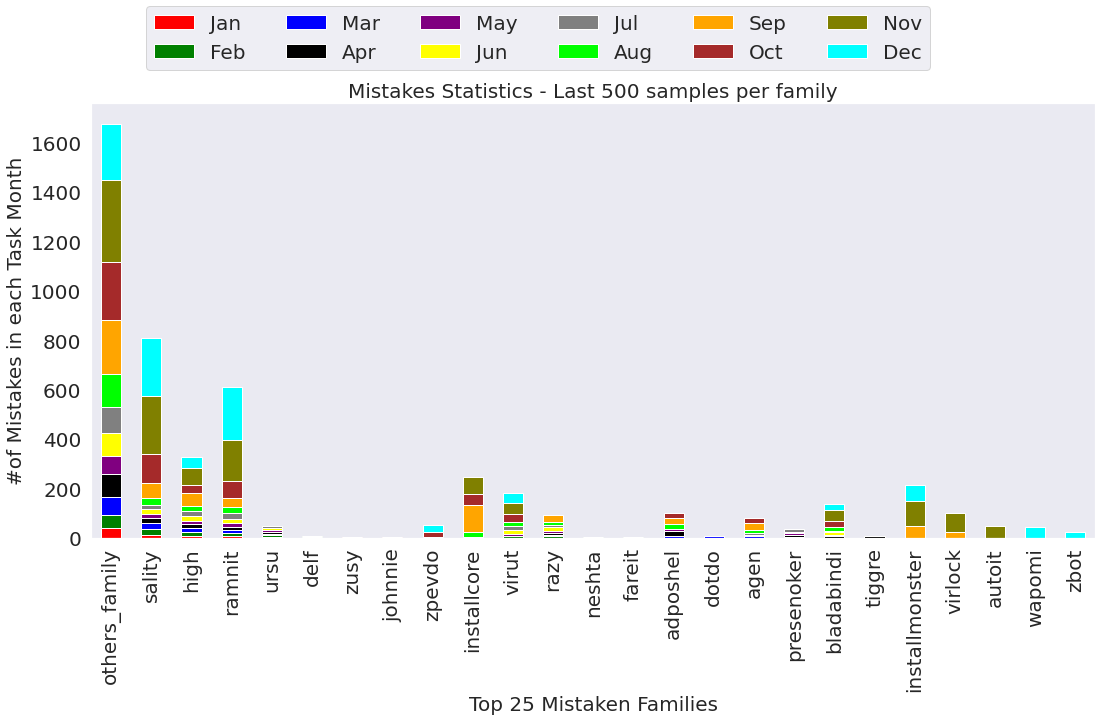 Jan Mar May Jul Sep Nov
Feb Apr Jun Aug Oct Dec
Mistakes Statistics - Last 500 samples per family
#of Mistakes in each Task Month
1600
1400
1200
1000
800
600
400
200
0
others_family
sality
high
ramnit
ursu
delf
zusy
johnnie
zpevdo
installcore
virut
razy
neshta
fareit
adposhel
dotdo
agen
presenoker
bladabindi
tiggre
installmonster
virlock
autoit
wapomi
zbot
Top 25 Mistaken Families